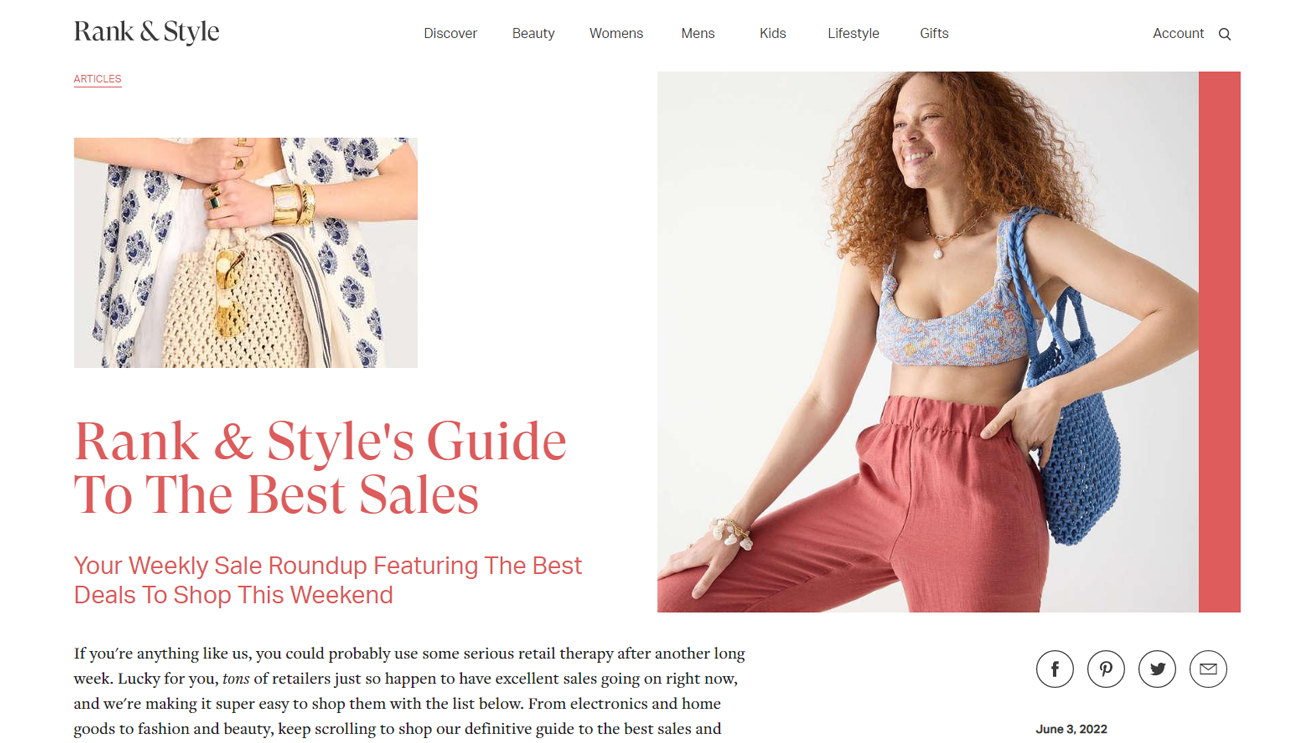 Rank & Style
Discover Beauty Womens Mens Kids Lifestyle Gifts
Account
ARTICLES
Rank & Style's Guide
To The Best Sales
Your Weekly Sale Roundup Featuring The Best
Deals To Shop This Weekend
If you're anything like us, you could probably use some serious retail therapy after another long
week. Lucky for you, tons of retailers just so happen to have excellent sales going on right now,
and we're making it super easy to shop them with the list below. From electronics and home
goods to fashion and beauty, keep scrolling to shop our definitive guide to the best sales and
June 3, 2022